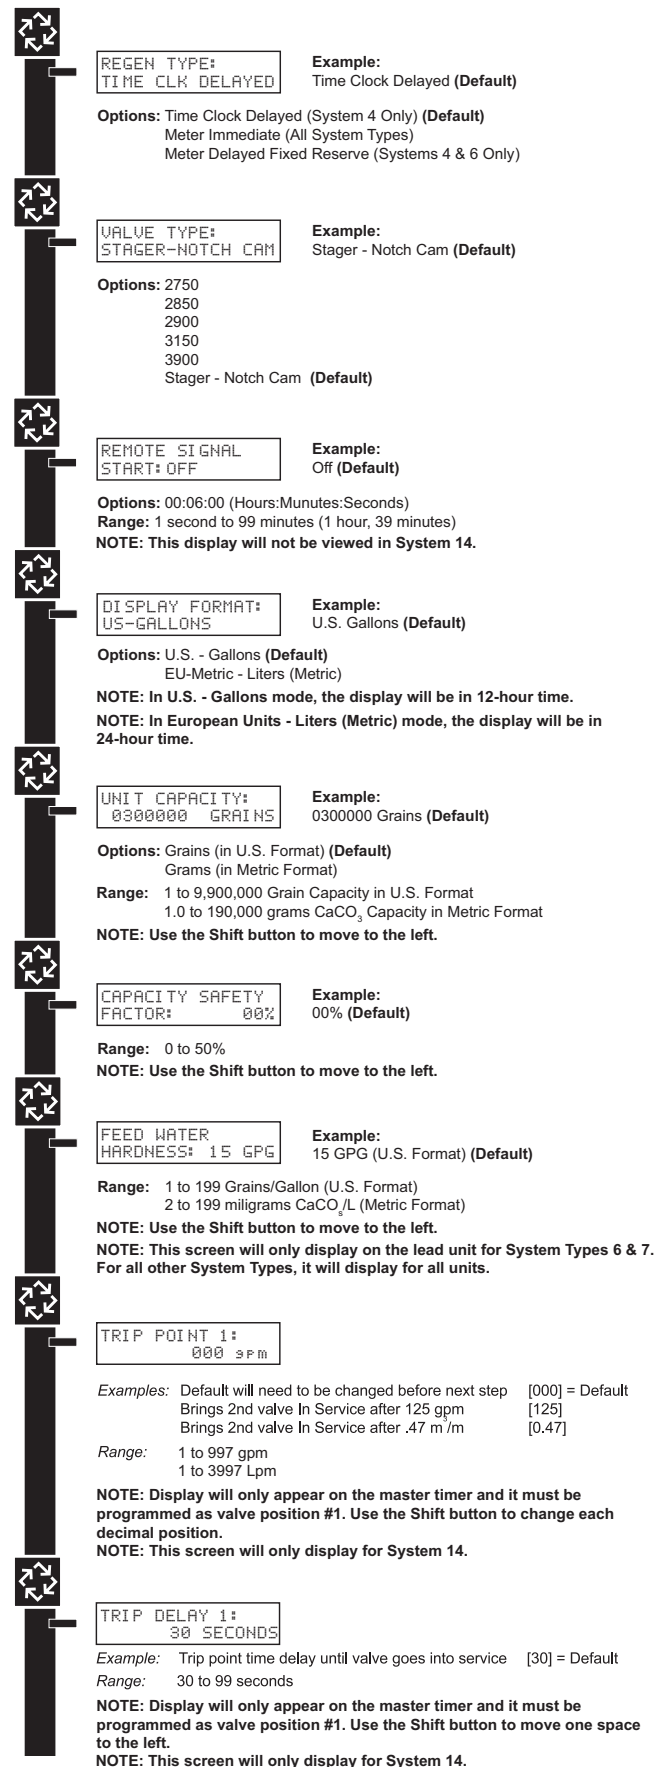 REGEN TYPE:
TIME CLK DELAYED
Example:
Time Clock Delayed (Default)
Options: Time Clock Delayed (System 4 Only) (Default)
Meter Immediate (All System Types)
Meter Delayed Fixed Reserve (Systems 4 & 6 Only)
VALVE TYPE:
STAGER-NOTCH CAM
Example:
Stager - Notch Cam (Default)
Options: 2750
2850
2900
3150
3900
Stager - Notch Cam (Default)
REMOTE SIGNAL
START: OFF
Example:
Off (Default)
Options: 00:06:00 (Hours:Munutes:Seconds)
Range: 1 second to 99 minutes (1 hour, 39 minutes)
NOTE: This display will not be viewed in System 14.
DISPLAY FORMAT:
US-GALLONS
Example:
U.S. Gallons (Default)
Options: U.S. - Gallons (Default)
EU-Metric - Liters (Metric)
NOTE: In U.S. - Gallons mode, the display will be in 12-hour time.
NOTE: In European Units - Liters (Metric) mode, the display will be in
24-hour time.
UNIT CAPACITY:
0300000 GRAINS
Example:
0300000 Grains (Default)
Options: Grains (in U.S. Format) (Default)
Grams (in Metric Format)
Range: 1 to 9,900,000 Grain Capacity in U.S. Format
1.0 to 190,000 grams CaCO3 Capacity in Metric Format
NOTE: Use the Shift button to move to the left.
CAPACITY SAFETY
FACTOR: 00%
Example:
00% (Default)
Range: 0 to 50%
NOTE: Use the Shift button to move to the left.
FEED WATER
HARDNESS: 15 GPG
Example:
15 GPG (U.S. Format) (Default)
Range: 1 to 199 Grains/Gallon (U.S. Format)
2 to 199 miligrams CaCOs/L (Metric Format)
NOTE: Use the Shift button to move to the left.
NOTE: This screen will only display on the lead unit for System Types 6 & 7.
For all other System Types, it will display for all units.
TRIP POINT 1:
000 gpm
Examples: Default will need to be changed before next step [000] = Default
Brings 2nd valve In Service after 125 gpm [125]
Brings 2nd valve In Service after .47 m3/m [0.47]
Range: 1 to 997 gpm
1 to 3997 Lpm
NOTE: Display will only appear on the master timer and it must be
programmed as valve position #1. Use the Shift button to change each
decimal position.
NOTE: This screen will only display for System 14.
TRIP DELAY 1:
30 SECONDS
Example: Trip point time delay until valve goes into service [30] = Default
Range: 30 to 99 seconds
NOTE: Display will only appear on the master timer and it must be
programmed as valve position #1. Use the Shift button to move one space
to the left.
NOTE: This screen will only display for System 14.